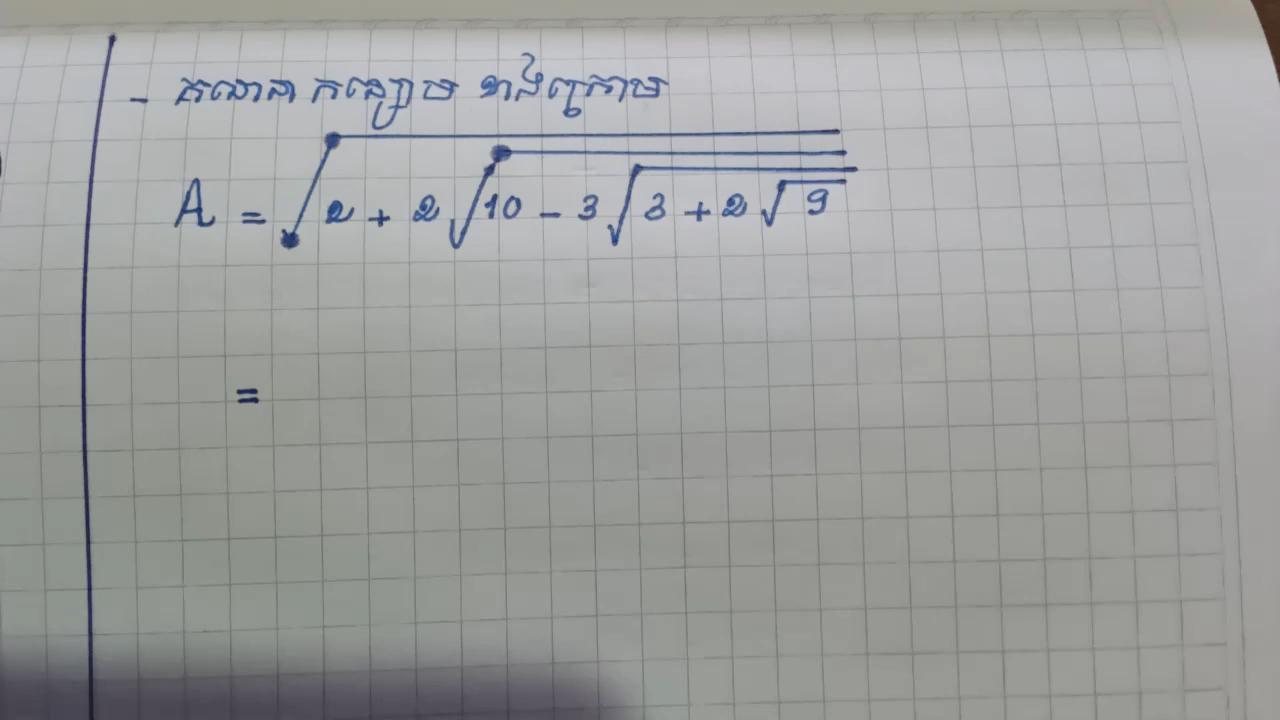 - គណនាកន្សោម ខាងក្រោម
A = √(2 + 2√(10 - 3√(3 + 2√9)))
=